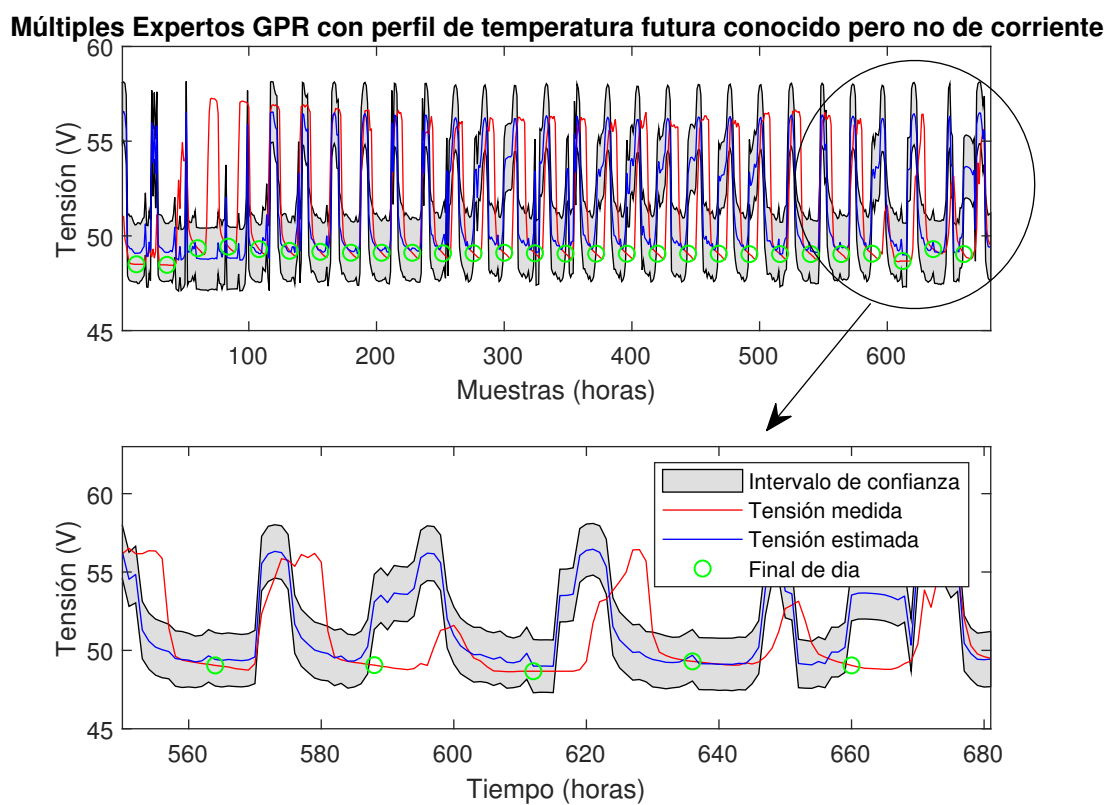 Múltiples Expertos GPR con perfil de temperatura futura conocido pero no de corriente
60
55
50
45
Tensión (V)
100
200
300
400
500
600
Muestras (horas)
60
55
50
45
Tensión (V)
Intervalo de confianza
Tensión medida
Tensión estimada
Final de dia
560
580
600
620
640
660
680
Tiempo (horas)